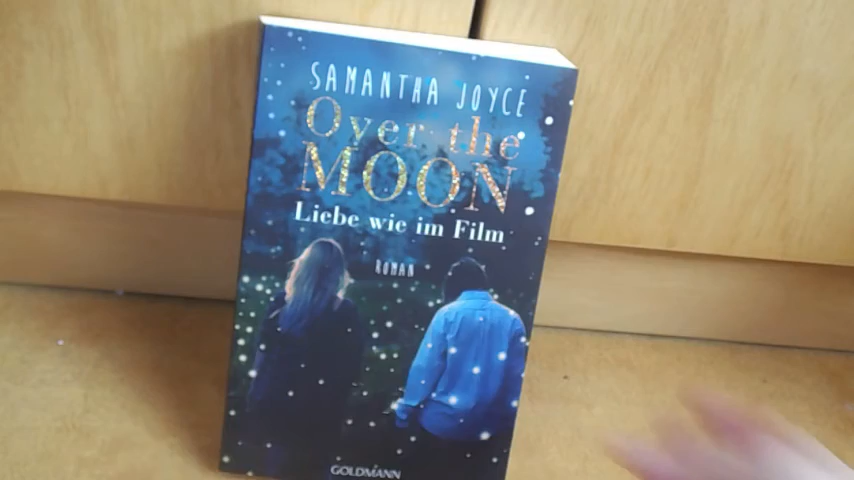 SAMANTHA JOYCE
Over the
MOON
Liebe wie im Film
ROMAN
GOLDMANN